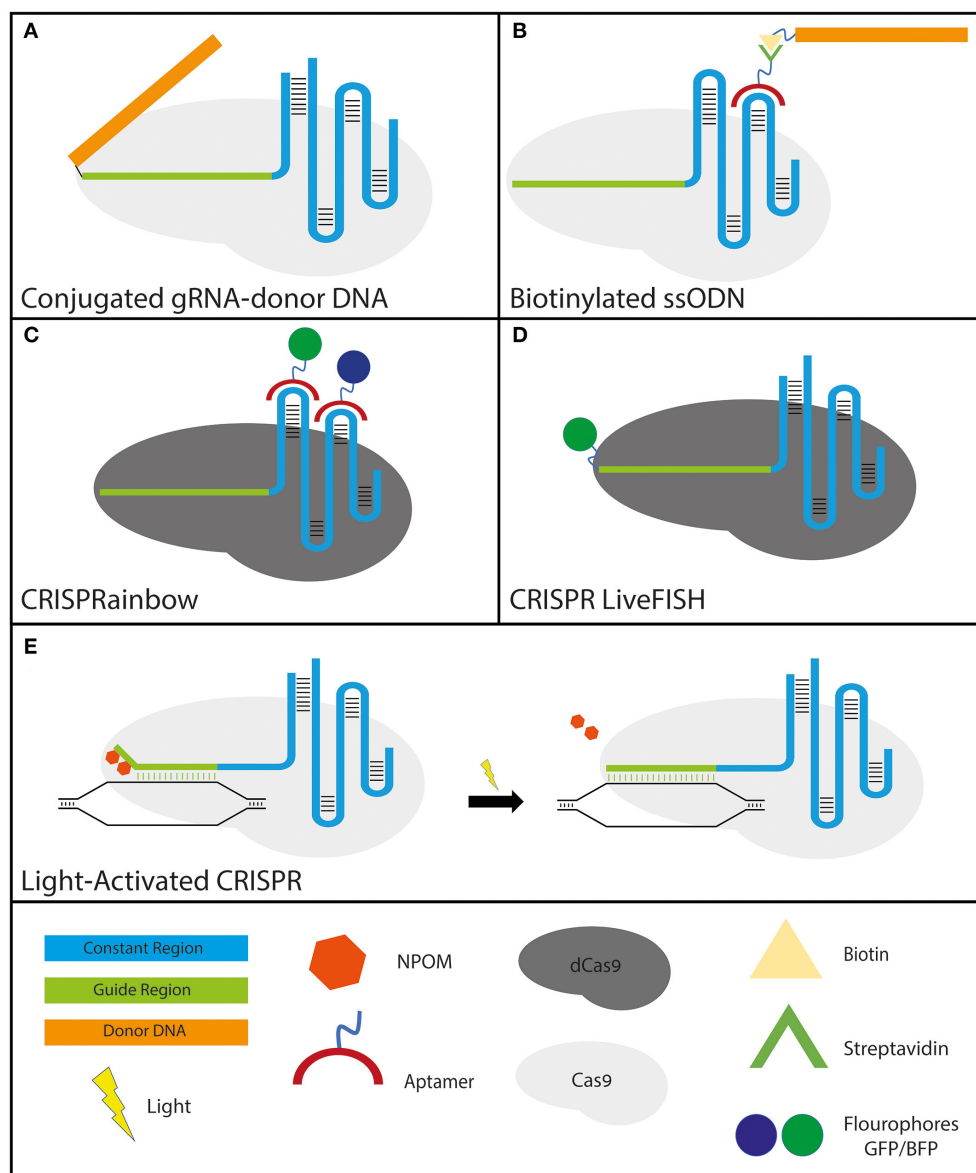 A
Conjugated gRNA-donor DNA
B
Biotinylated ssODN
C
CRISPRainbow
D
CRISPR LiveFISH
E
Light-Activated CRISPR
Constant Region
Guide Region
Donor DNA
Light
NPOM
Aptamer
dCas9
Cas9
Biotin
Streptavidin
Flourophores
GFP/BFP